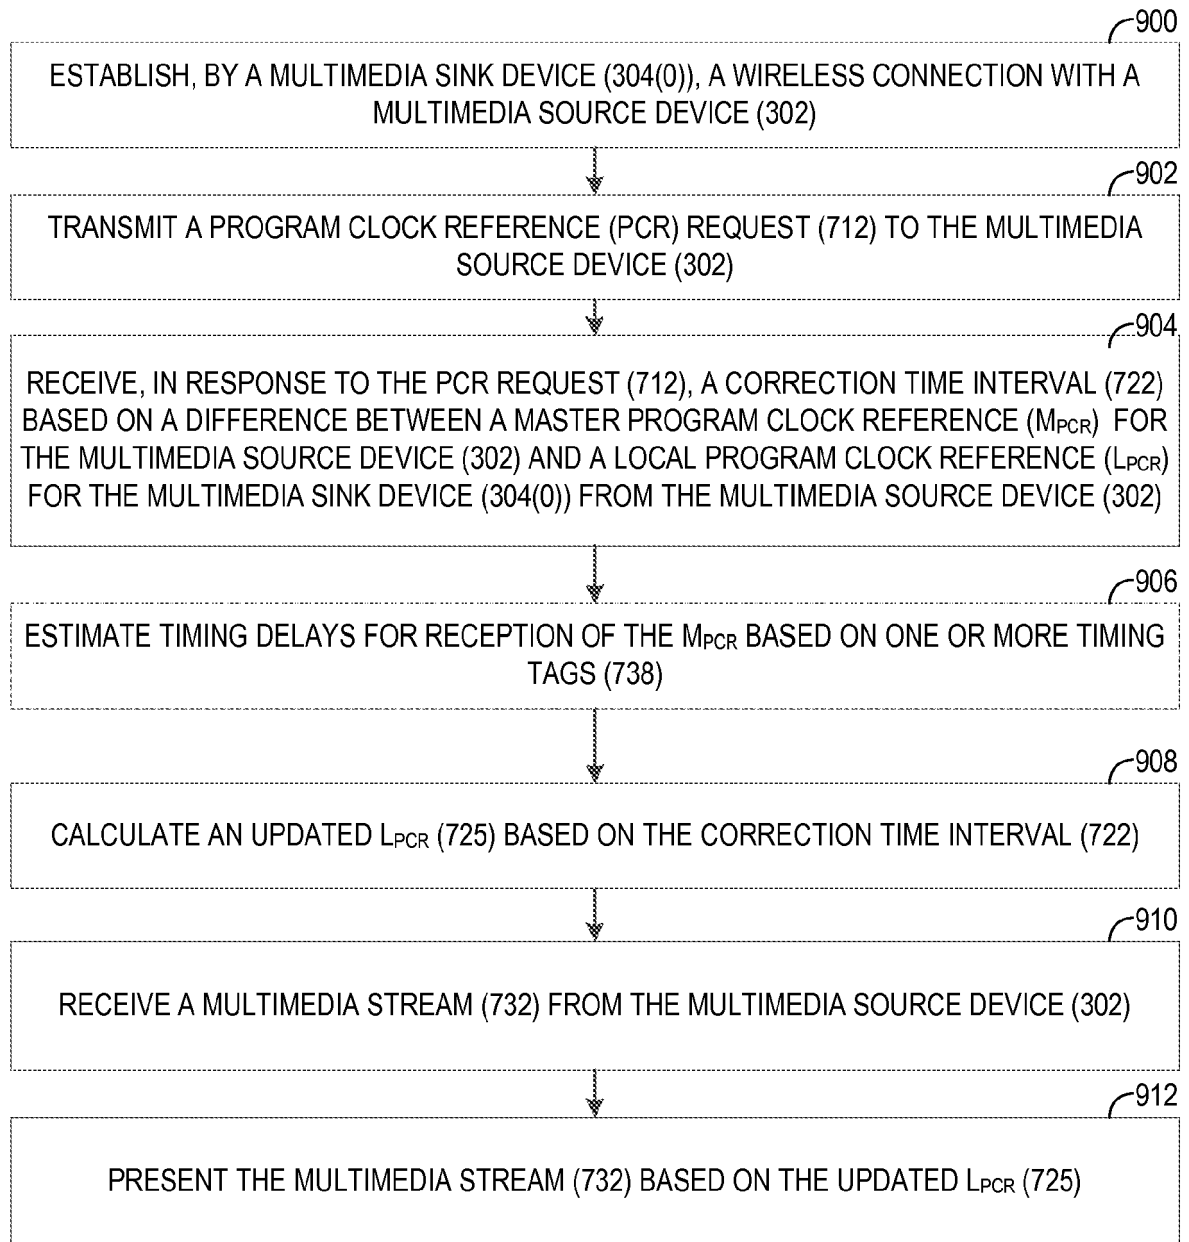 900
ESTABLISH, BY A MULTIMEDIA SINK DEVICE (304(0)), A WIRELESS CONNECTION WITH A
MULTIMEDIA SOURCE DEVICE (302)
902
TRANSMIT A PROGRAM CLOCK REFERENCE (PCR) REQUEST (712) TO THE MULTIMEDIA
SOURCE DEVICE (302)
904
RECEIVE, IN RESPONSE TO THE PCR REQUEST (712), A CORRECTION TIME INTERVAL (722)
BASED ON A DIFFERENCE BETWEEN A MASTER PROGRAM CLOCK REFERENCE (MPCR) FOR
THE MULTIMEDIA SOURCE DEVICE (302) AND A LOCAL PROGRAM CLOCK REFERENCE (LPCR)
FOR THE MULTIMEDIA SINK DEVICE (304(0)) FROM THE MULTIMEDIA SOURCE DEVICE (302)
906
ESTIMATE TIMING DELAYS FOR RECEPTION OF THE MPCR BASED ON ONE OR MORE TIMING
TAGS (738)
908
CALCULATE AN UPDATED LPCR (725) BASED ON THE CORRECTION TIME INTERVAL (722)
910
RECEIVE A MULTIMEDIA STREAM (732) FROM THE MULTIMEDIA SOURCE DEVICE (302)
912
PRESENT THE MULTIMEDIA STREAM (732) BASED ON THE UPDATED LPCR (725)